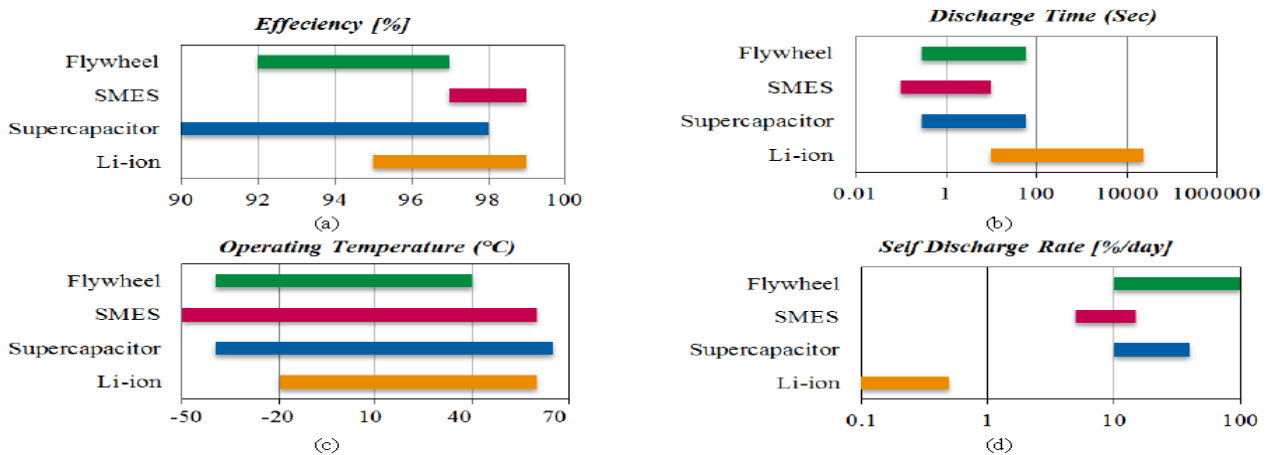 Effeciency [%]
Flywheel
SMES
Supercapacitor
Li-ion
90 92 94 96 98 100
(a)
Discharge Time (Sec)
Flywheel
SMES
Supercapacitor
Li-ion
0.01 1 100 10000 1000000
(b)
Operating Temperature (°C)
Flywheel
SMES
Supercapacitor
Li-ion
-50 -20 10 40 70
(c)
Self Discharge Rate [%/day]
Flywheel
SMES
Supercapacitor
Li-ion
0.1 1 10 100
(d)